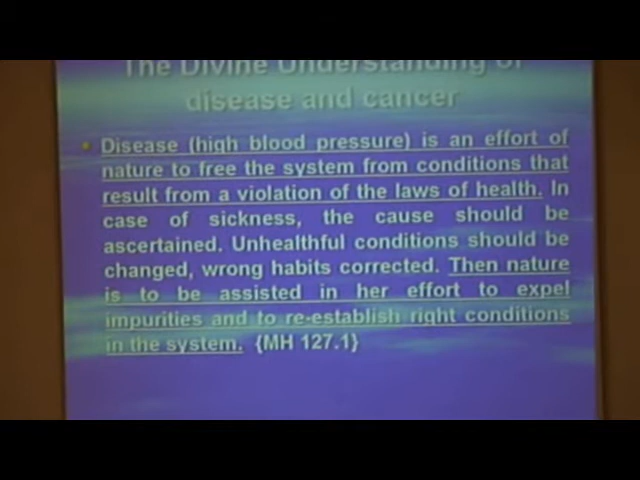 The Divine Understanding of
disease and cancer
• Disease (high blood pressure) is an effort of
nature to free the system from conditions that
result from a violation of the laws of health. In
case of sickness, the cause should be
ascertained. Unhealthful conditions should be
changed, wrong habits corrected. Then nature
is to be assisted in her effort to expel
impurities and to re-establish right conditions
in the system. {MH 127.1}